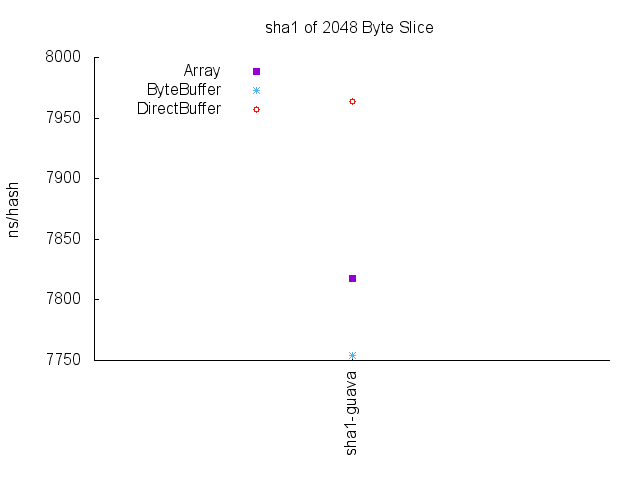 sha1 of 2048 Byte Slice
8000
Array
ByteBuffer
DirectBuffer
7950
7900
7850
7800
7750
ns/hash
sha1-guava